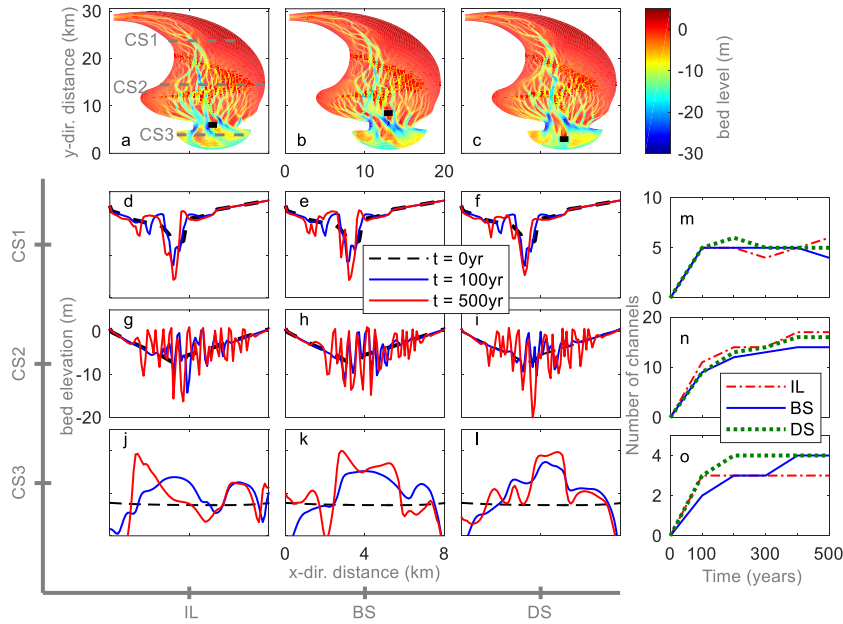 30
20
10
0
y-dir. distance (km)
CS1
CS2
CS3
a
b
c
0
10
20
0
-10
-20
-30
bed level (m)
CS1
CS2
CS3
d
e
f
t = 0yr
t = 100yr
t = 500yr
0
-10
-20
bed elevation (m)
g
h
i
j
k
l
0
4
8
x-dir. distance (km)
IL
BS
DS
10
5
0
m
20
10
0
n
IL
BS
DS
4
2
0
o
Number of channels
0
100
300
500
Time (years)